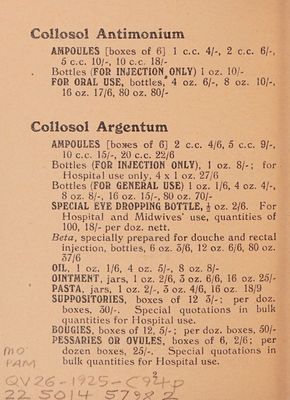 Collosol Antimonium
AMPOULES [boxes of 6] 1 c.c. 4/-, 2 c.c. 6/-,
5 c.c. 10/-, 10 c.c. 18/-
Bottles (FOR INJECTION ONLY) 1 oz. 10/-
FOR ORAL USE, bottles, 4 oz. 6/-, 8 oz. 10/-,
16 oz. 17/6, 80 oz. 80/-
Collosol Argentum
AMPOULES [boxes of 6] 2 c.c. 4/6, 5 c.c. 9/-,
10 c.c. 15/-, 20 c.c. 22/6
Bottles (FOR INJECTION ONLY), 1 oz. 8/-; for
Hospital use only, 4 x 1 oz. 27/6
Bottles (FOR GENERAL USE) 1 oz. 1/6, 4 oz. 4/-,
8 oz. 8/-, 16 oz. 15/-, 80 oz. 70/-
SPECIAL EYE DROPPING BOTTLE, ½ oz. 2/6. For
Hospital and Midwives' use, quantities of
100, 18/- per doz. nett.
Beta, specially prepared for douche and rectal
injection, bottles, 6 oz. 3/6, 12 oz. 6/6, 80 oz.
37/6
OIL, 1 oz. 1/6, 4 oz. 5/-, 8 oz. 8/-
OINTMENT, jars, 1 oz. 2/6, 3 oz. 6/6, 16 oz. 25/-
PASTA, jars, 1 oz. 2/-, 3 oz. 4/6, 16 oz. 18/9
SUPPOSITORIES, boxes of 12 3/-; per doz.
boxes, 30/-. Special quotations in bulk
quantities for Hospital use.
BOUGIES, boxes of 12, 5/-; per doz. boxes, 50/-
PESSARIES OR OVULES, boxes of 6, 2/6; per
dozen boxes, 25/-. Special quotations in
bulk quantities for Hospital use.
2
MO
PAM
QV26-1925-C94p
22 5014 5798 2